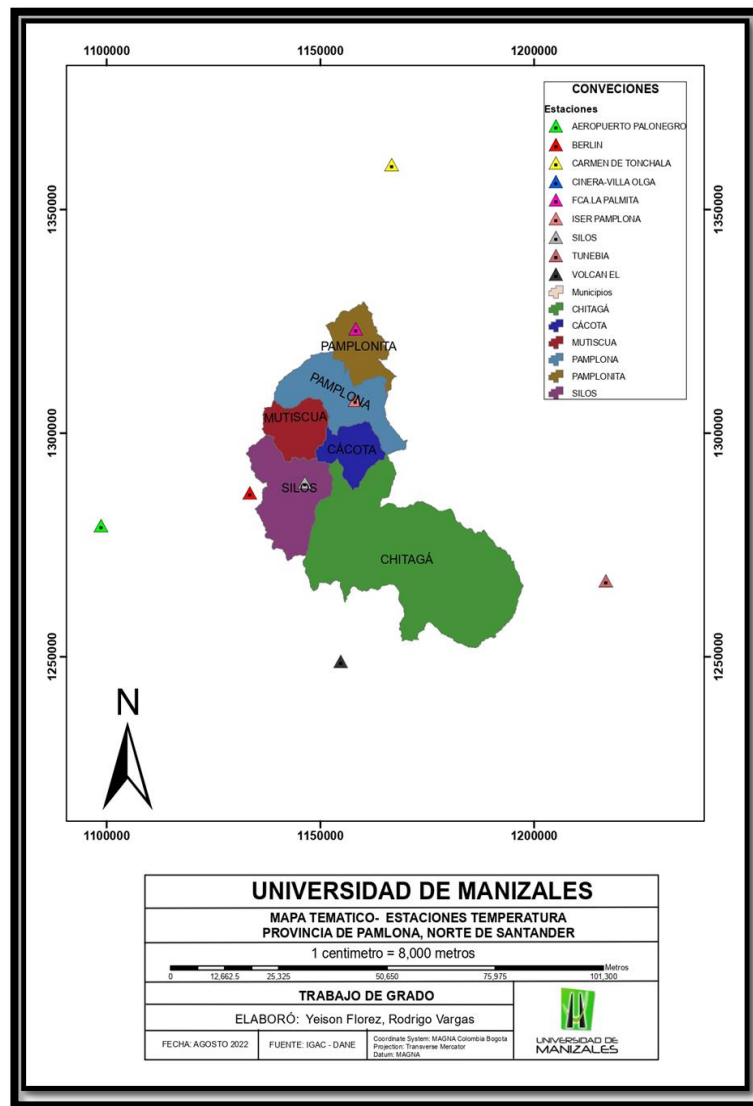 1100000 1150000 1200000
CONVECIONES
Estaciones
AEROPUERTO PALONEGRO
BERLIN
CARMEN DE TONCHALA
CINERA-VILLA OLGA
FCA.LA PALMITA
ISER PAMPLONA
SILOS
TUNEBIA
VOLCAN EL
Municipios
CHITAGÁ
CÁCOTA
MUTISCUA
PAMPLONA
PAMPLONITA
SILOS
1350000 1350000
PAMPLONITA
PAMPLONA
MUTISCUA
1300000 1300000
CÁCOTA
SILOS
CHITAGÁ
1250000 1250000
N
1100000 1150000 1200000
UNIVERSIDAD DE MANIZALES
MAPA TEMATICO- ESTACIONES TEMPERATURA
PROVINCIA DE PAMLONA, NORTE DE SANTANDER
1 centimetro = 8,000 metros
Metros
0 12,662.5 25,325 50,650 75,975 101,300
TRABAJO DE GRADO
ELABORÓ: Yeison Florez, Rodrigo Vargas
FECHA: AGOSTO 2022 FUENTE: IGAC - DANE
Coordinate System: MAGNA Colombia Bogota
Projection: Transverse Mercator
Datum: MAGNA
UNIVERSIDAD DE
MANIZALES